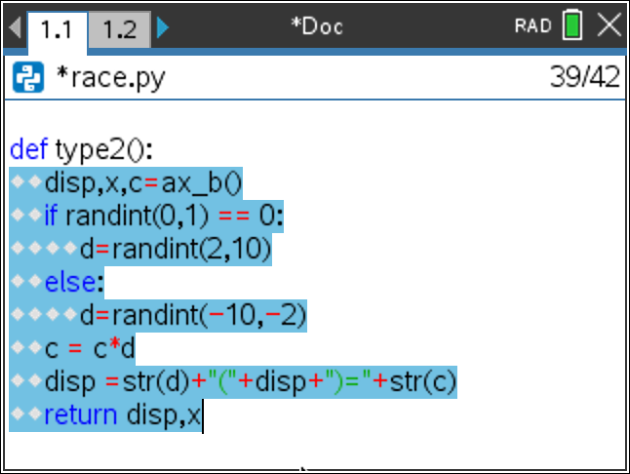 1.1 1.2 *Doc RAD
*race.py 39/42
def type2():
◆◆disp,x,c=ax_b()
◆◆if randint(0,1) == 0:
◆◆◆◆d=randint(2,10)
◆◆else:
◆◆◆◆d=randint(-10,-2)
◆◆c = c*d
◆◆disp =str(d)+"("+disp+")="+str(c)
◆◆return disp,x